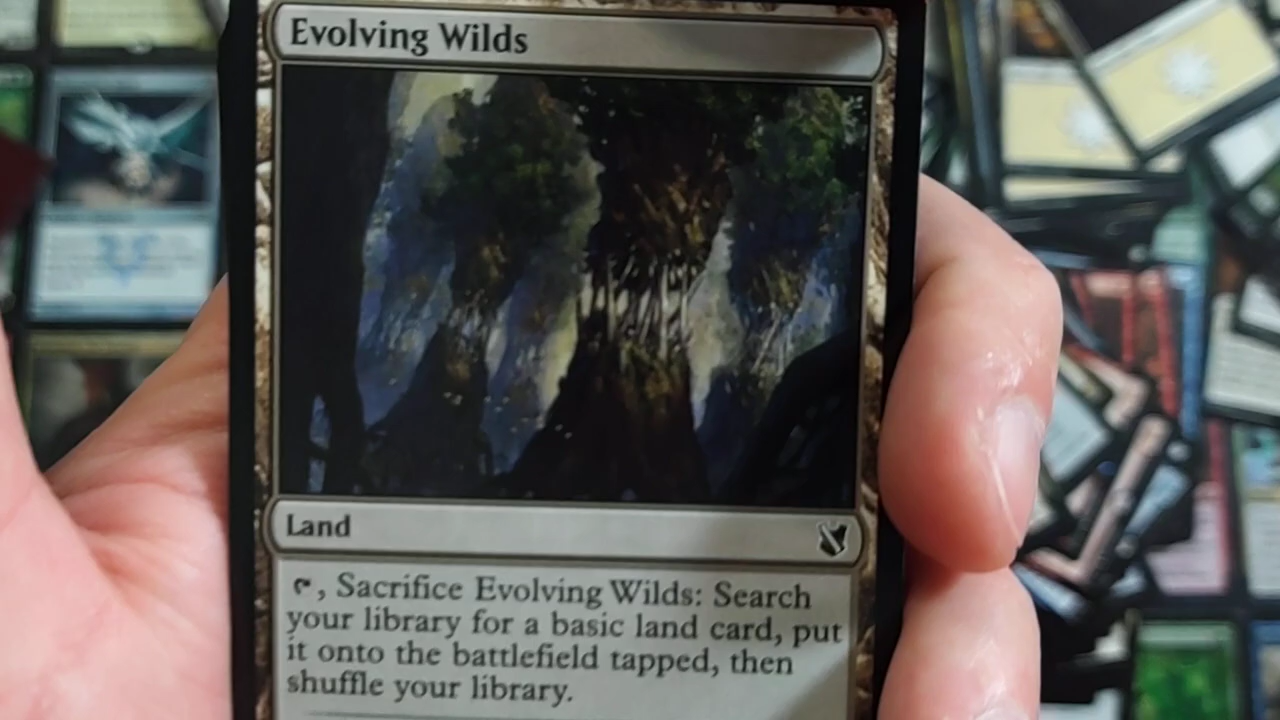 Evolving Wilds
Land
, Sacrifice Evolving Wilds: Search
your library for a basic land card, put
it onto the battlefield tapped, then
shuffle your library.